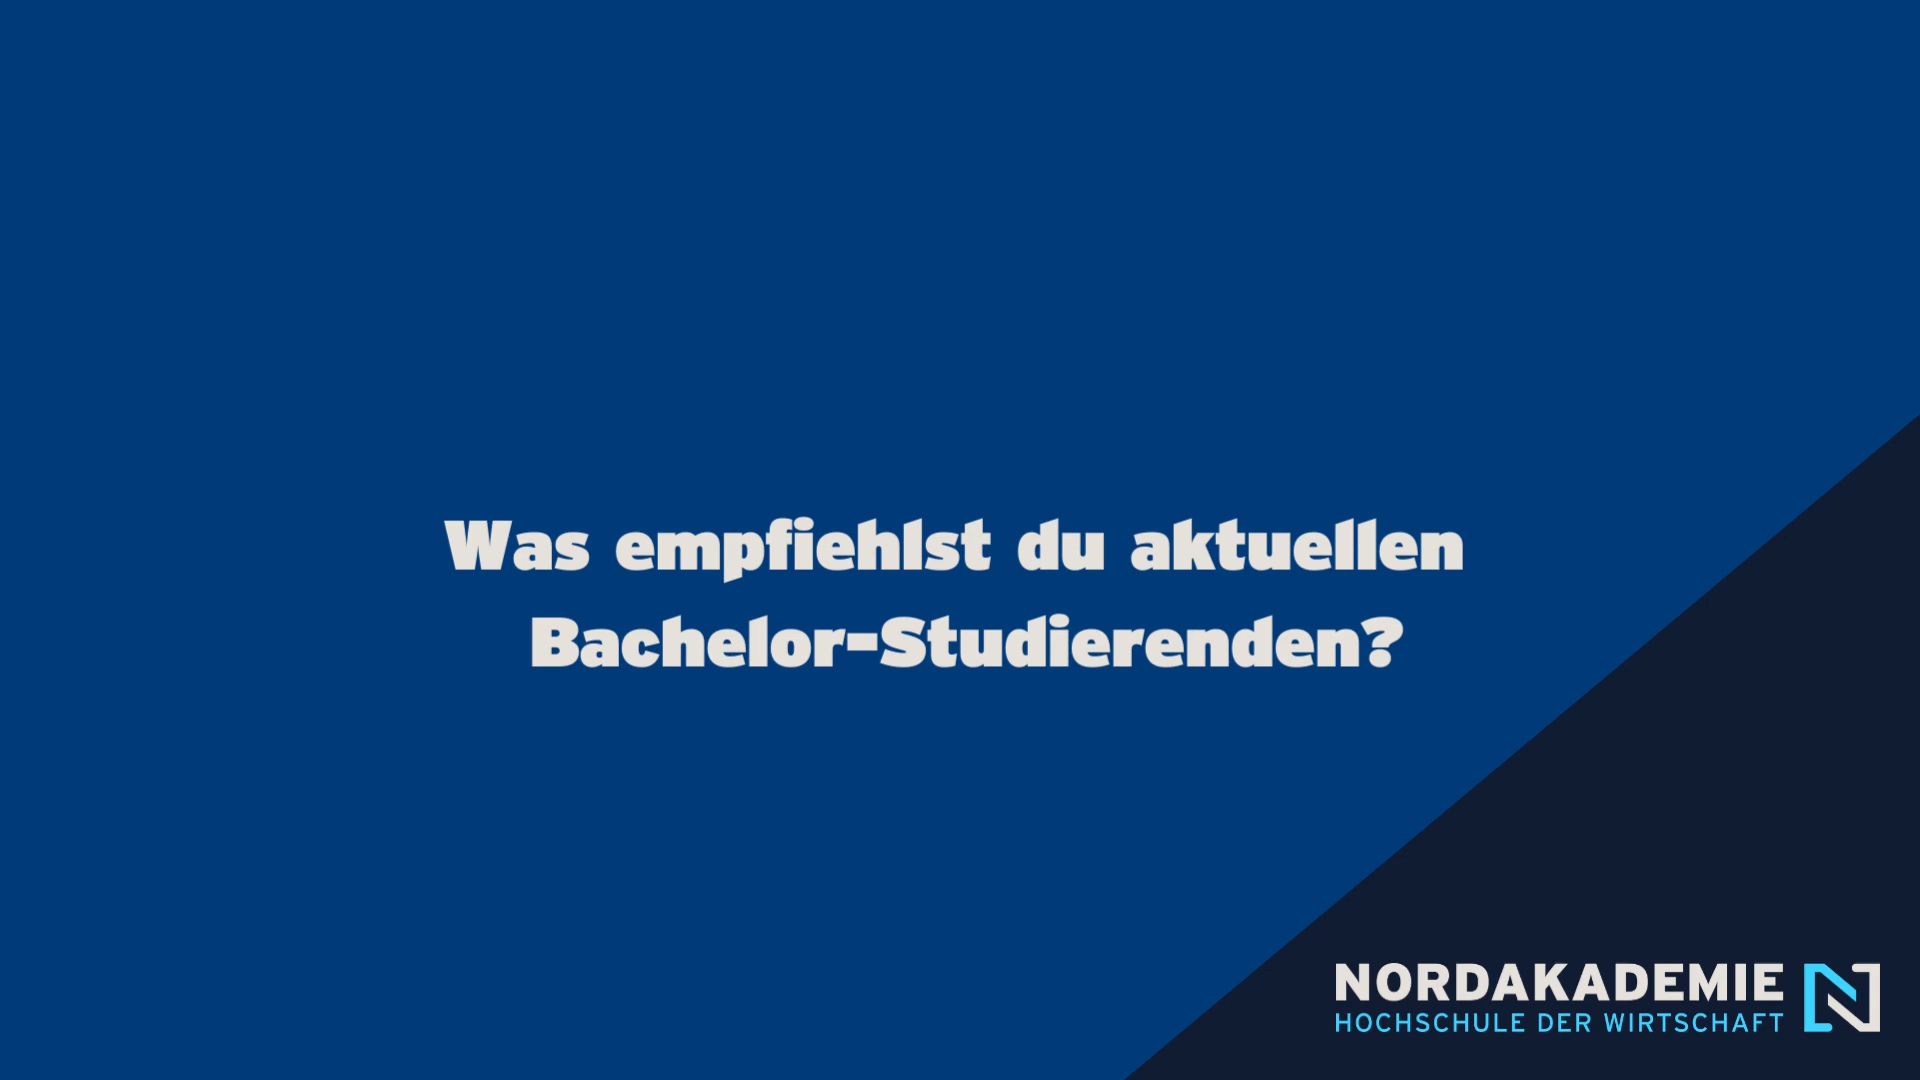 Was empfiehlst du aktuellen
Bachelor-Studierenden?
NORDAKADEMIE
HOCHSCHULE DER WIRTSCHAFT